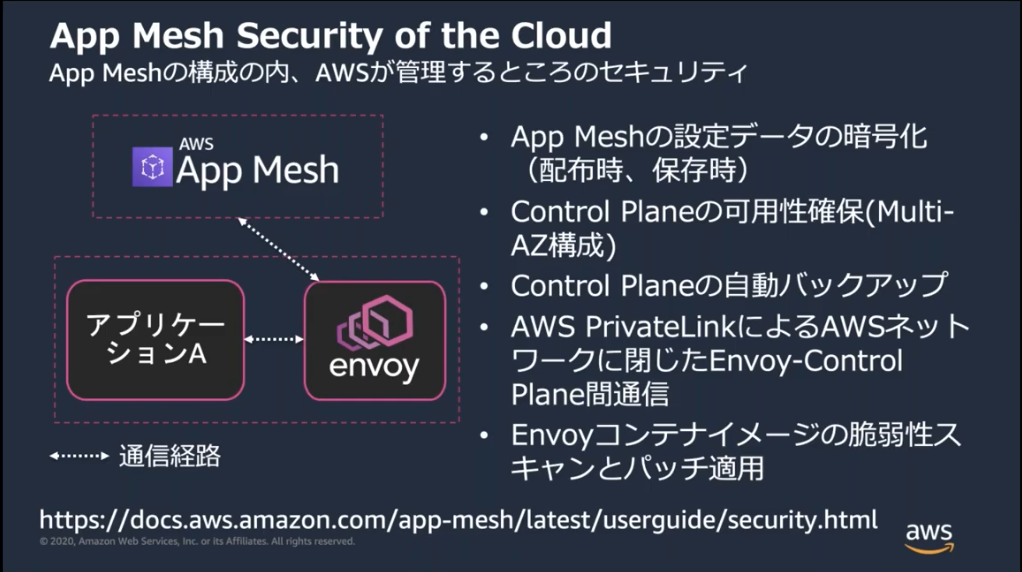 App Mesh Security of the Cloud
App Meshの構成の内、AWSが管理するところのセキュリティ
AWS
App Mesh
アプリケー
ションA
envoy
通信経路
• App Meshの設定データの暗号化
（配布時、保存時）
• Control Planeの可用性確保(Multi-
AZ構成)
• Control Planeの自動バックアップ
• AWS PrivateLinkによるAWSネット
ワークに閉じたEnvoy-Control
Plane間通信
• Envoyコンテナイメージの脆弱性ス
キャンとパッチ適用
https://docs.aws.amazon.com/app-mesh/latest/userguide/security.html
© 2020, Amazon Web Services, Inc. or its Affiliates. All rights reserved.
aws